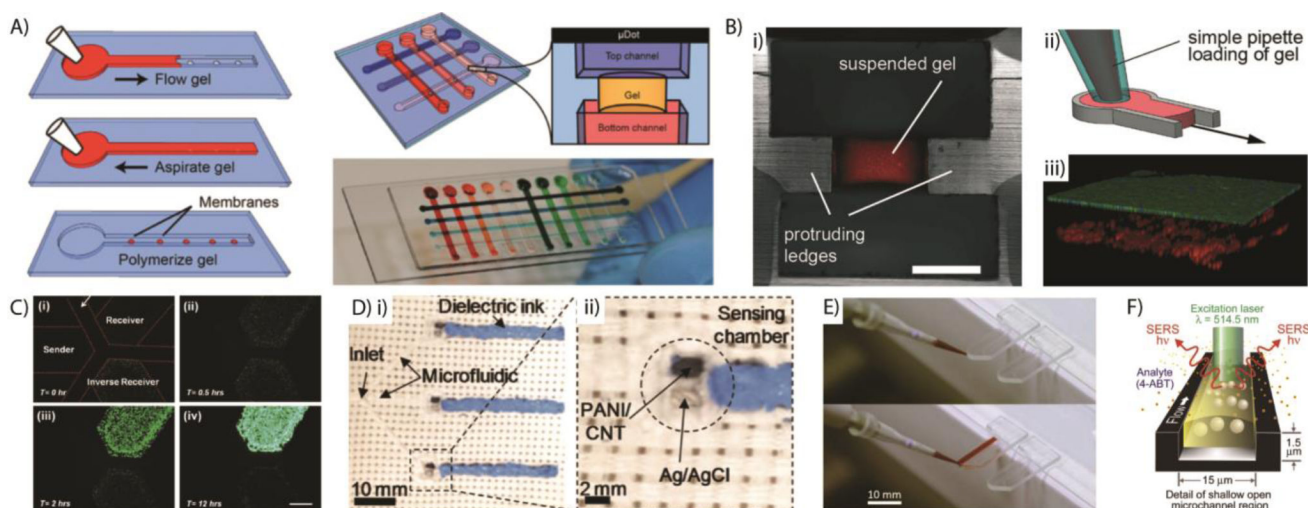 A)
Flow gel
Aspirate gel
Membranes
Polymerize gel
µDot
Top channel
Gel
Bottom channel
B)
i)
suspended gel
protruding
ledges
ii)
simple pipette
loading of gel
iii)
C)
(i)
Receiver
Sender
Inverse Receiver
T= 0 hr
(ii)
T= 0.5 hrs
(iii)
T= 2 hrs
(iv)
T= 12 hrs
D) i)
Dielectric ink
Inlet
Microfluidic
10 mm
ii)
Sensing
chamber
PANI/
CNT
Ag/AgCl
2 mm
E)
10 mm
F)
Excitation laser
λ = 514.5 nm
SERS
hν
SERS
hν
Analyte
(4-ABT)
Flow
1.5
µm
15 µm
Detail of shallow open
microchannel region